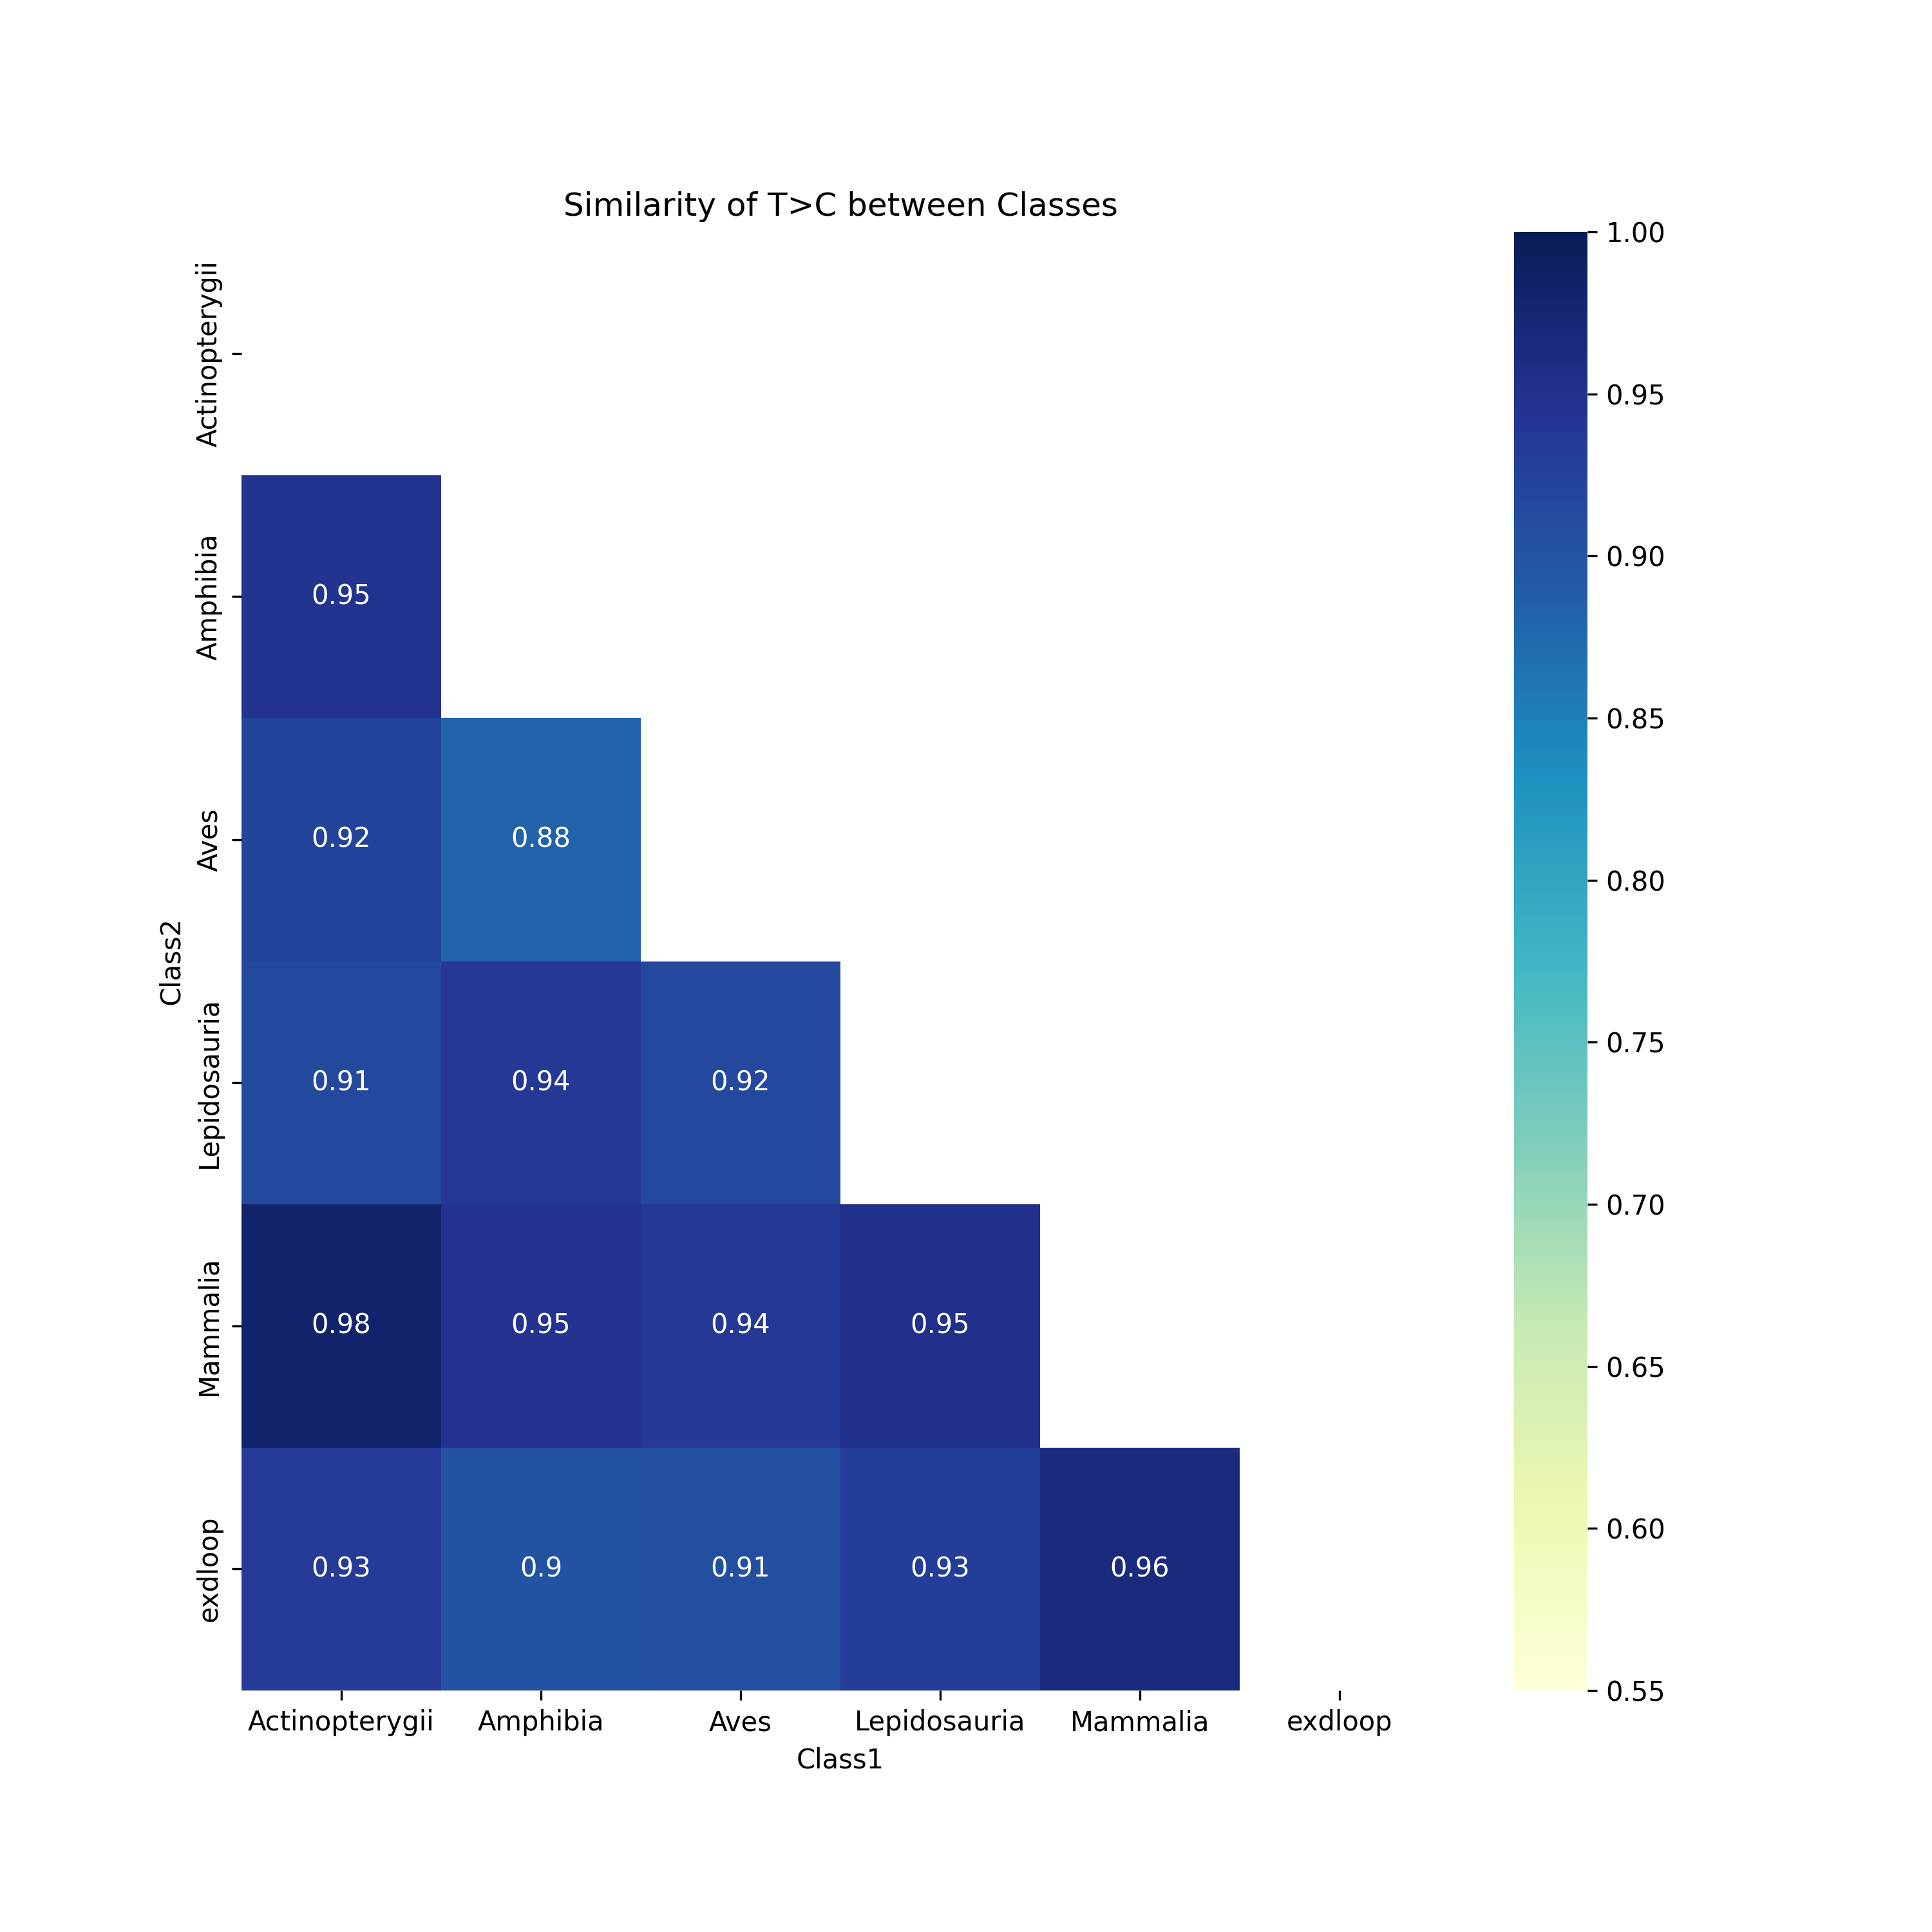 Similarity of T>C between Classes
Class2
Actinopterygii
Amphibia
0.95
Aves
0.92 0.88
Lepidosauria
0.91 0.94 0.92
Mammalia
0.98 0.95 0.94 0.95
exdloop
0.93 0.9 0.91 0.93 0.96
Actinopterygii Amphibia Aves Lepidosauria Mammalia exdloop
Class1
1.00
0.95
0.90
0.85
0.80
0.75
0.70
0.65
0.60
0.55